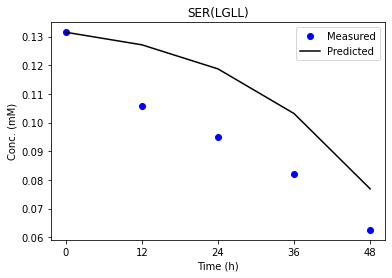 SER(LGLL)
Measured
Predicted
Conc. (mM)
0.13
0.12
0.11
0.10
0.09
0.08
0.07
0.06
0 12 24 36 48
Time (h)